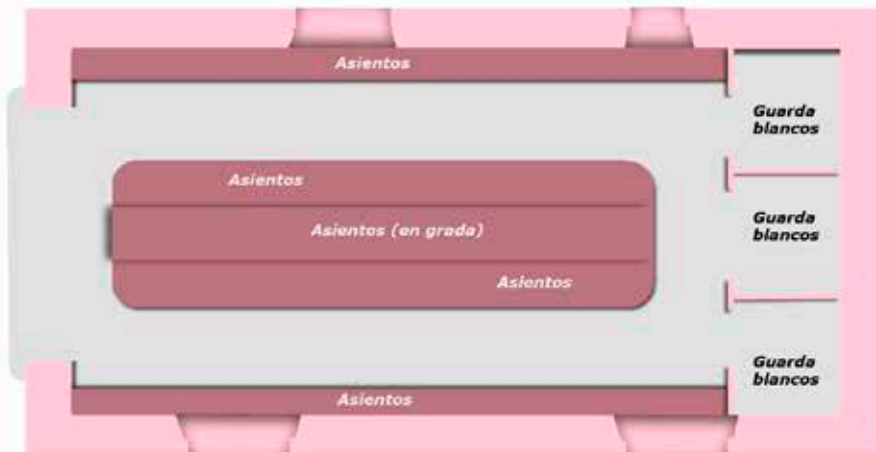 Asientos
Guarda
blancos
Asientos
Asientos (en grada)
Guarda
blancos
Asientos
Guarda
blancos
Asientos